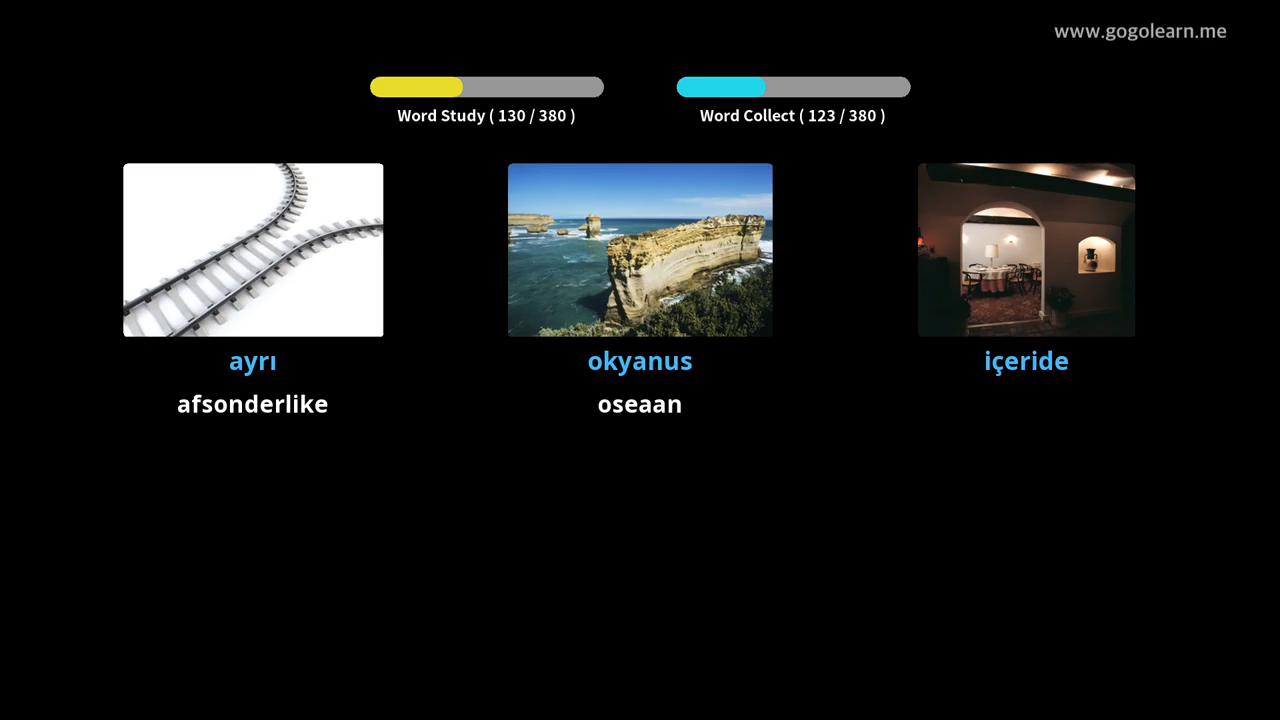 www.gogolearn.me
Word Study ( 130 / 380 )
Word Collect ( 123 / 380 )
ayrı
okyanus
içeride
afsonderlike
oseaan